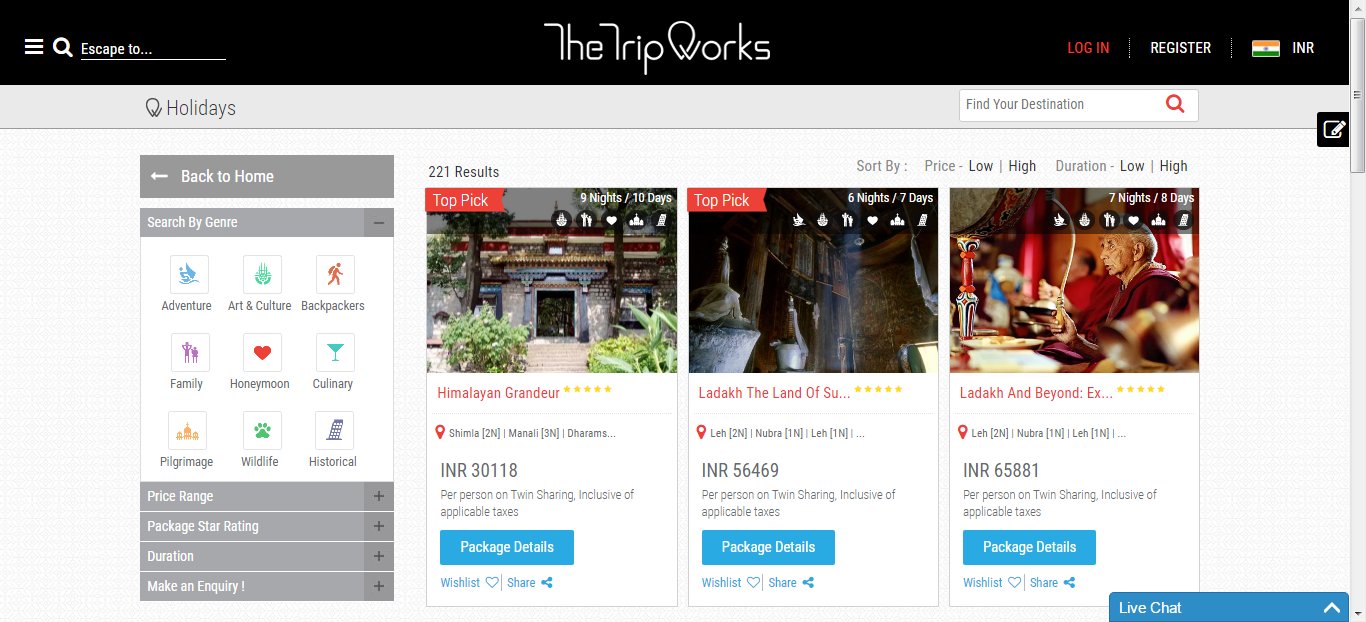 Escape to...
The Trip Works
LOG IN
REGISTER
INR
Holidays
Find Your Destination
Back to Home
Search By Genre
Adventure
Art & Culture
Backpackers
Family
Honeymoon
Culinary
Pilgrimage
Wildlife
Historical
Price Range
Package Star Rating
Duration
Make an Enquiry !
221 Results
Sort By : Price - Low | High Duration - Low | High
Top Pick
9 Nights / 10 Days
Himalayan Grandeur
Shimla [2N] | Manali [3N] | Dharams...
INR 30118
Per person on Twin Sharing, Inclusive of
applicable taxes
Package Details
Wishlist | Share
Top Pick
6 Nights / 7 Days
Ladakh The Land Of Su...
Leh [2N] | Nubra [1N] | Leh [1N] | ...
INR 56469
Per person on Twin Sharing, Inclusive of
applicable taxes
Package Details
Wishlist | Share
7 Nights / 8 Days
Ladakh And Beyond: Ex...
Leh [2N] | Nubra [1N] | Leh [1N] | ...
INR 65881
Per person on Twin Sharing, Inclusive of
applicable taxes
Package Details
Wishlist | Share
Live Chat